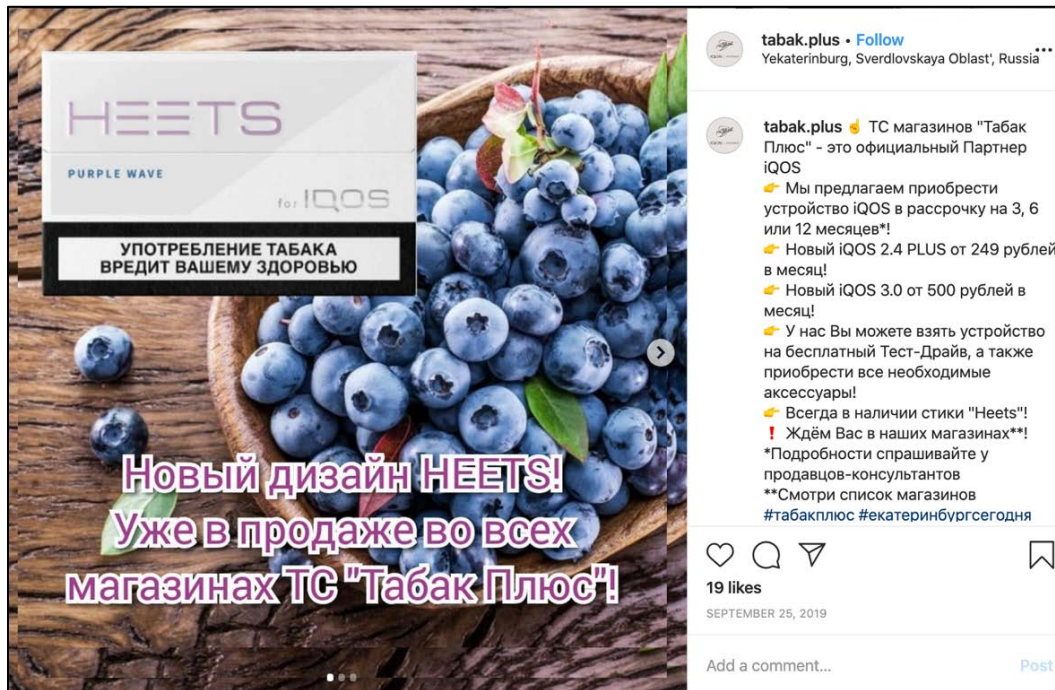 HEETS
PURPLE WAVE
for IQOS
УПОТРЕБЛЕНИЕ ТАБАКА
ВРЕДИТ ВАШЕМУ ЗДОРОВЬЮ
Новый дизайн HEETS!
Уже в продаже во всех
магазинах ТС "Табак Плюс"!
tabak.plus • Follow
Yekaterinburg, Sverdlovskaya Oblast', Russia
tabak.plus ☝ ТС магазинов "Табак
Плюс" - это официальный Партнер
iQOS
👉 Мы предлагаем приобрести
устройство iQOS в рассрочку на 3, 6
или 12 месяцев*!
👉 Новый iQOS 2.4 PLUS от 249 рублей
в месяц!
👉 Новый iQOS 3.0 от 500 рублей в
месяц!
👉 У нас Вы можете взять устройство
на бесплатный Тест-Драйв, а также
приобрести все необходимые
аксессуары!
👉 Всегда в наличии стики "Heets"!
❗ Ждём Вас в наших магазинах**!
*Подробности спрашивайте у
продавцов-консультантов
**Смотри список магазинов
#табакплюс #екатеринбургсегодня
19 likes
SEPTEMBER 25, 2019
Add a comment...
Post